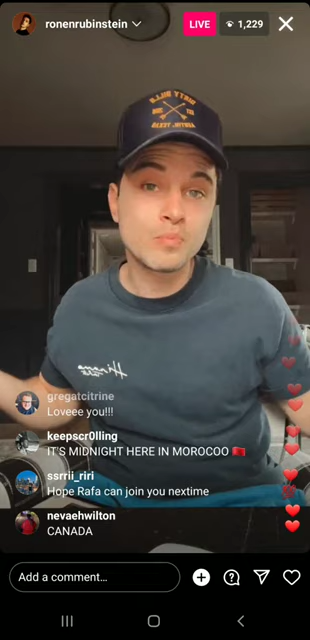 ronenrubinstein
LIVE
1,229
gregatcitrine
Loveee you!!!
keepscr0lling
IT'S MIDNIGHT HERE IN MOROCOO 🇲🇦
ssrrii_riri
Hope Rafa can join you nextime
nevaehwilton
CANADA
Add a comment…